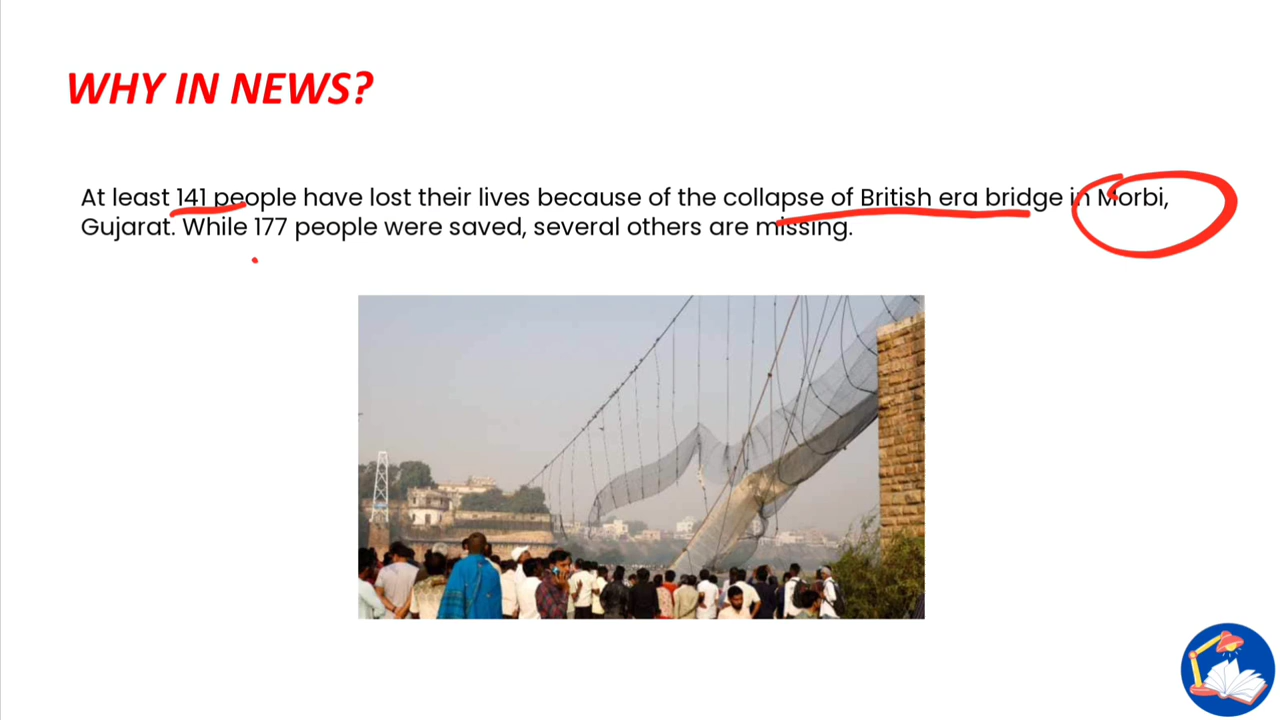 WHY IN NEWS?
At least 141 people have lost their lives because of the collapse of British era bridge in Morbi,
Gujarat. While 177 people were saved, several others are missing.